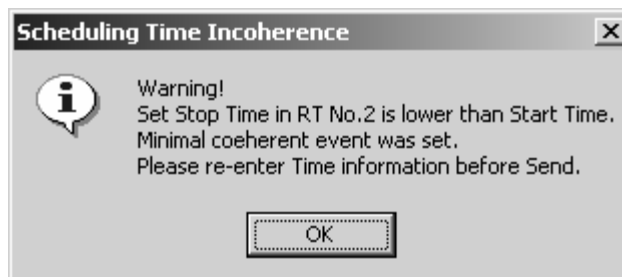 Scheduling Time Incoherence
Warning!
Set Stop Time in RT No.2 is lower than Start Time.
Minimal coeherent event was set.
Please re-enter Time information before Send.
OK